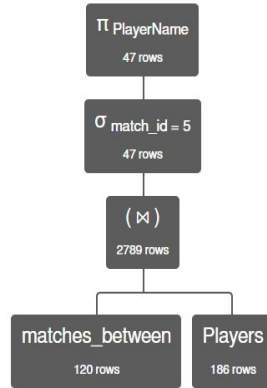 π PlayerName
47 rows
σ match_id = 5
47 rows
( ⋈ )
2789 rows
matches_between
120 rows
Players
186 rows